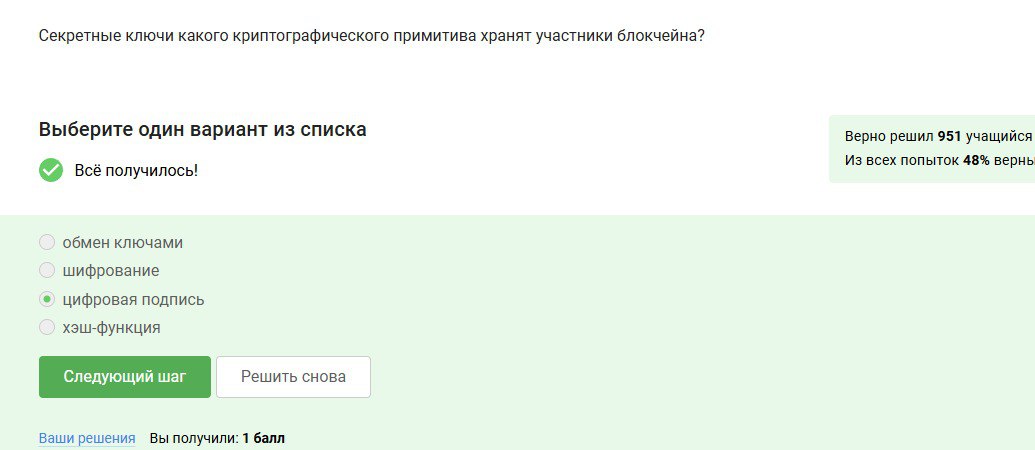 Секретные ключи какого криптографического примитива хранят участники блокчейна?
Выберите один вариант из списка
Всё получилось!
Верно решил 951 учащийся
Из всех попыток 48% верны
обмен ключами
шифрование
цифровая подпись
хэш-функция
Следующий шаг
Решить снова
Ваши решения Вы получили: 1 балл